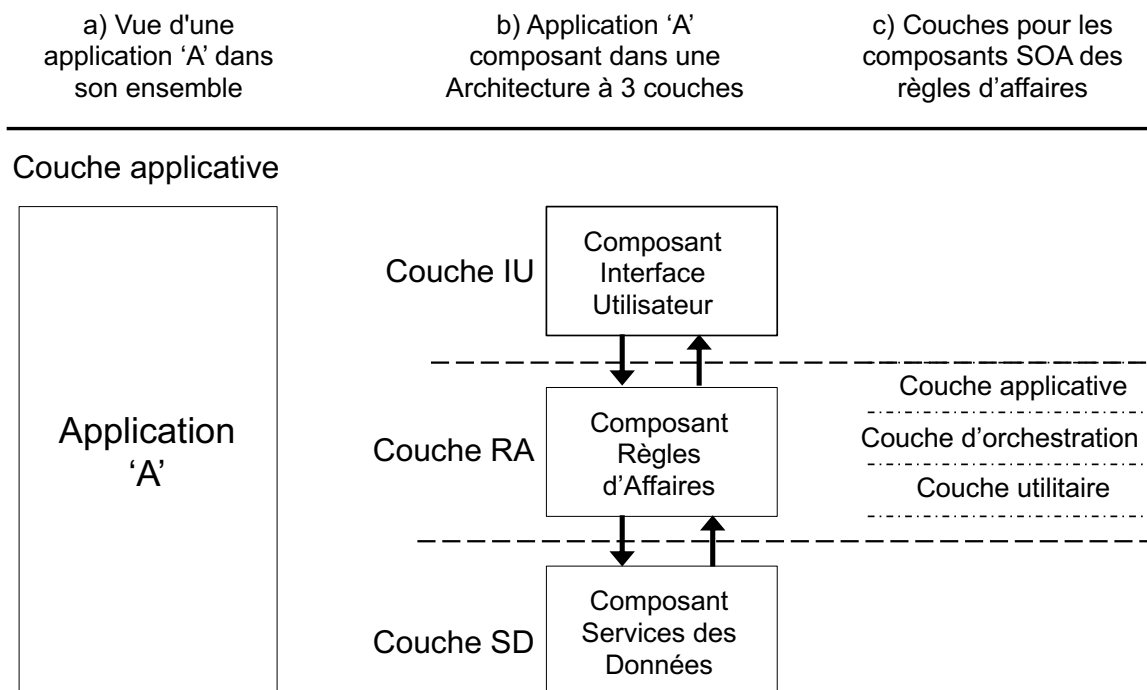 a) Vue d'une
application ‘A’ dans
son ensemble
b) Application ‘A’
composant dans une
Architecture à 3 couches
c) Couches pour les
composants SOA des
règles d’affaires
Couche applicative
Application
‘A’
Couche IU
Composant
Interface
Utilisateur
Couche RA
Composant
Règles
d’Affaires
Couche applicative
Couche d’orchestration
Couche utilitaire
Couche SD
Composant
Services des
Données